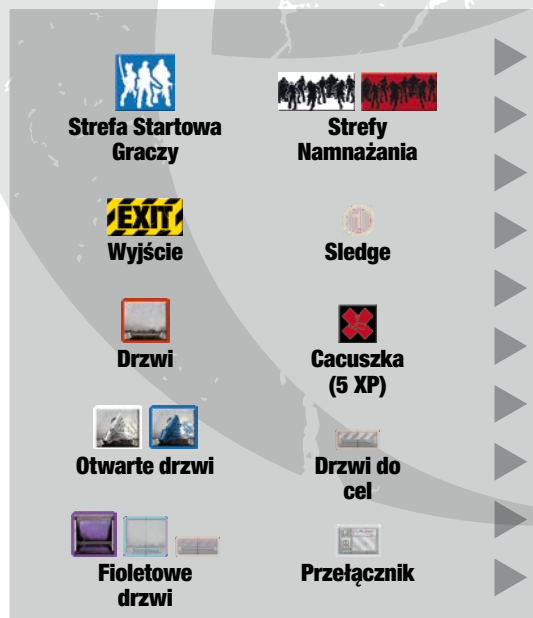 Strefa Startowa
Graczy
Strefy
Namnażania
EXIT
Wyjście
1
Sledge
Drzwi
Cacuszka
(5 XP)
Otwarte drzwi
Drzwi do
cel
Fioletowe
drzwi
Przełącznik